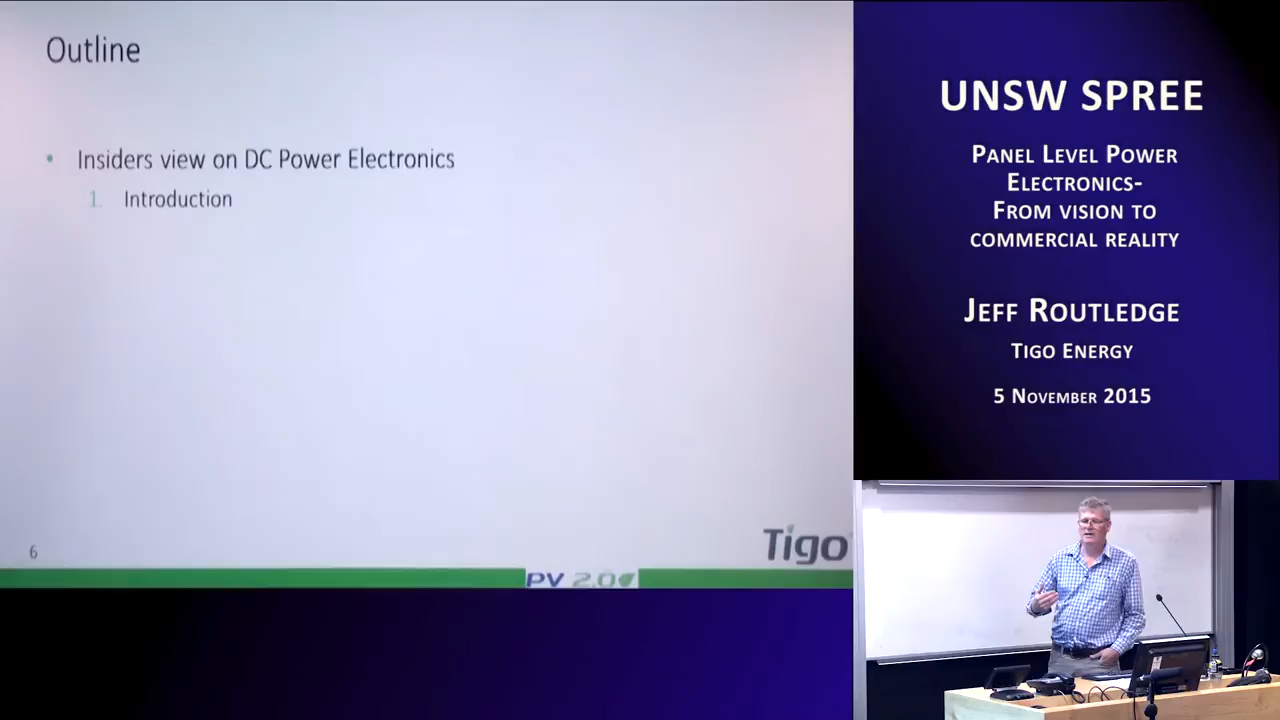 Outline
• Insiders view on DC Power Electronics
1. Introduction
6
Tigo
PV 2.0
UNSW SPREE
PANEL LEVEL POWER
ELECTRONICS-
FROM VISION TO
COMMERCIAL REALITY
JEFF ROUTLEDGE
TIGO ENERGY
5 NOVEMBER 2015